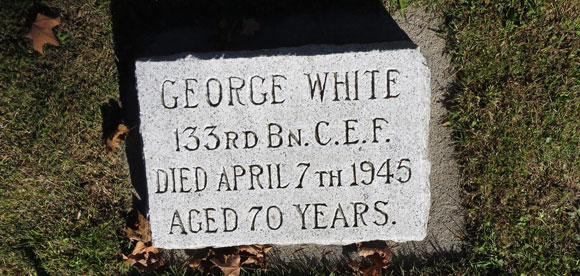 GEORGE WHITE
133RD BN. C.E.F.
DIED APRIL 7TH 1945
AGED 70 YEARS.